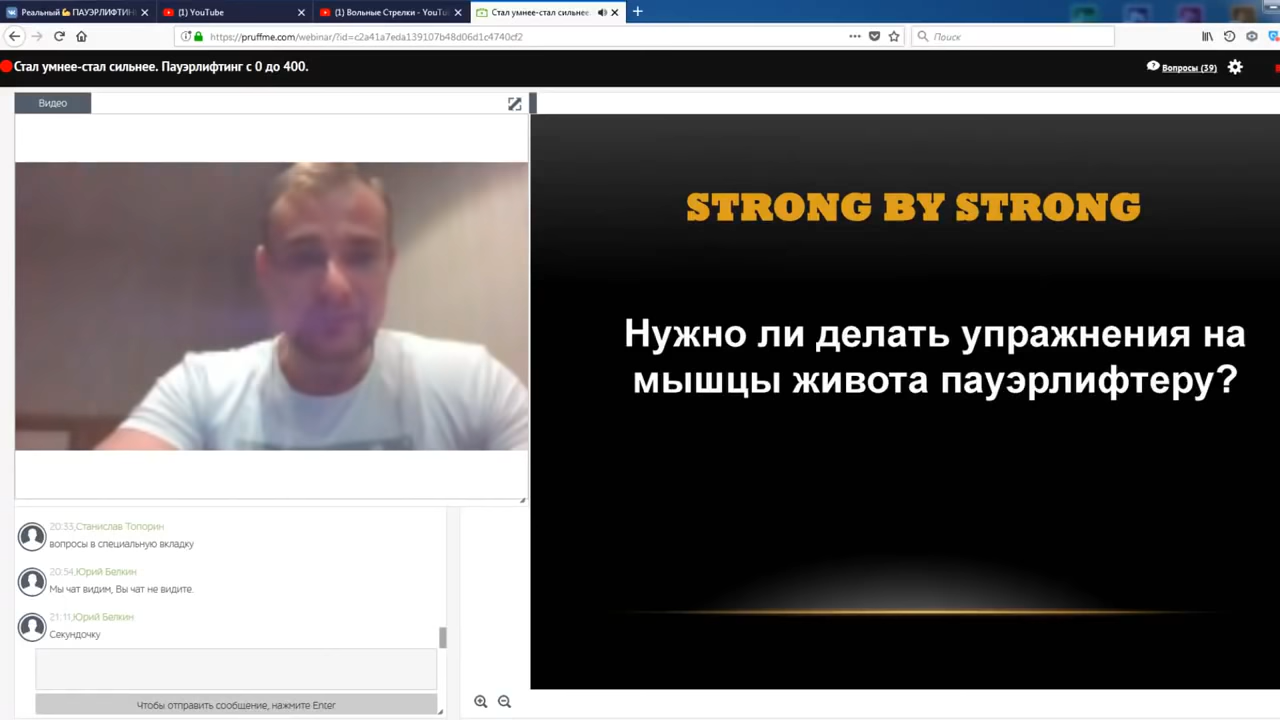 Реальный 💪 ПАУЭРЛИФТИН
(1) YouTube
(1) Вольные Стрелки - YouTu
Стал умнее-стал сильнее.
https://pruffme.com/webinar/?id=c2a41a7eda139107b48d06d1c4740cf2
Поиск
Стал умнее-стал сильнее. Пауэрлифтинг с 0 до 400.
Вопросы (39)
Видео
STRONG BY STRONG
Нужно ли делать упражнения на
мышцы живота пауэрлифтеру?
20:33,Станислав Топорин
вопросы в специальную вкладку
20:54,Юрий Белкин
Мы чат видим, Вы чат не видите.
21:11,Юрий Белкин
Секундочку
Чтобы отправить сообщение, нажмите Enter